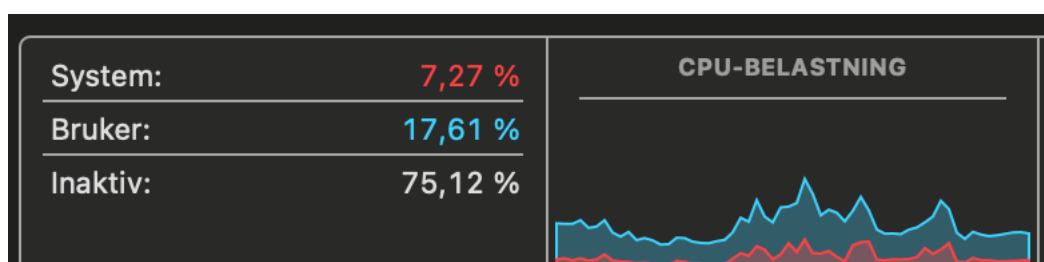 System: 7,27 %
Bruker: 17,61 %
Inaktiv: 75,12 %
CPU-BELASTNING